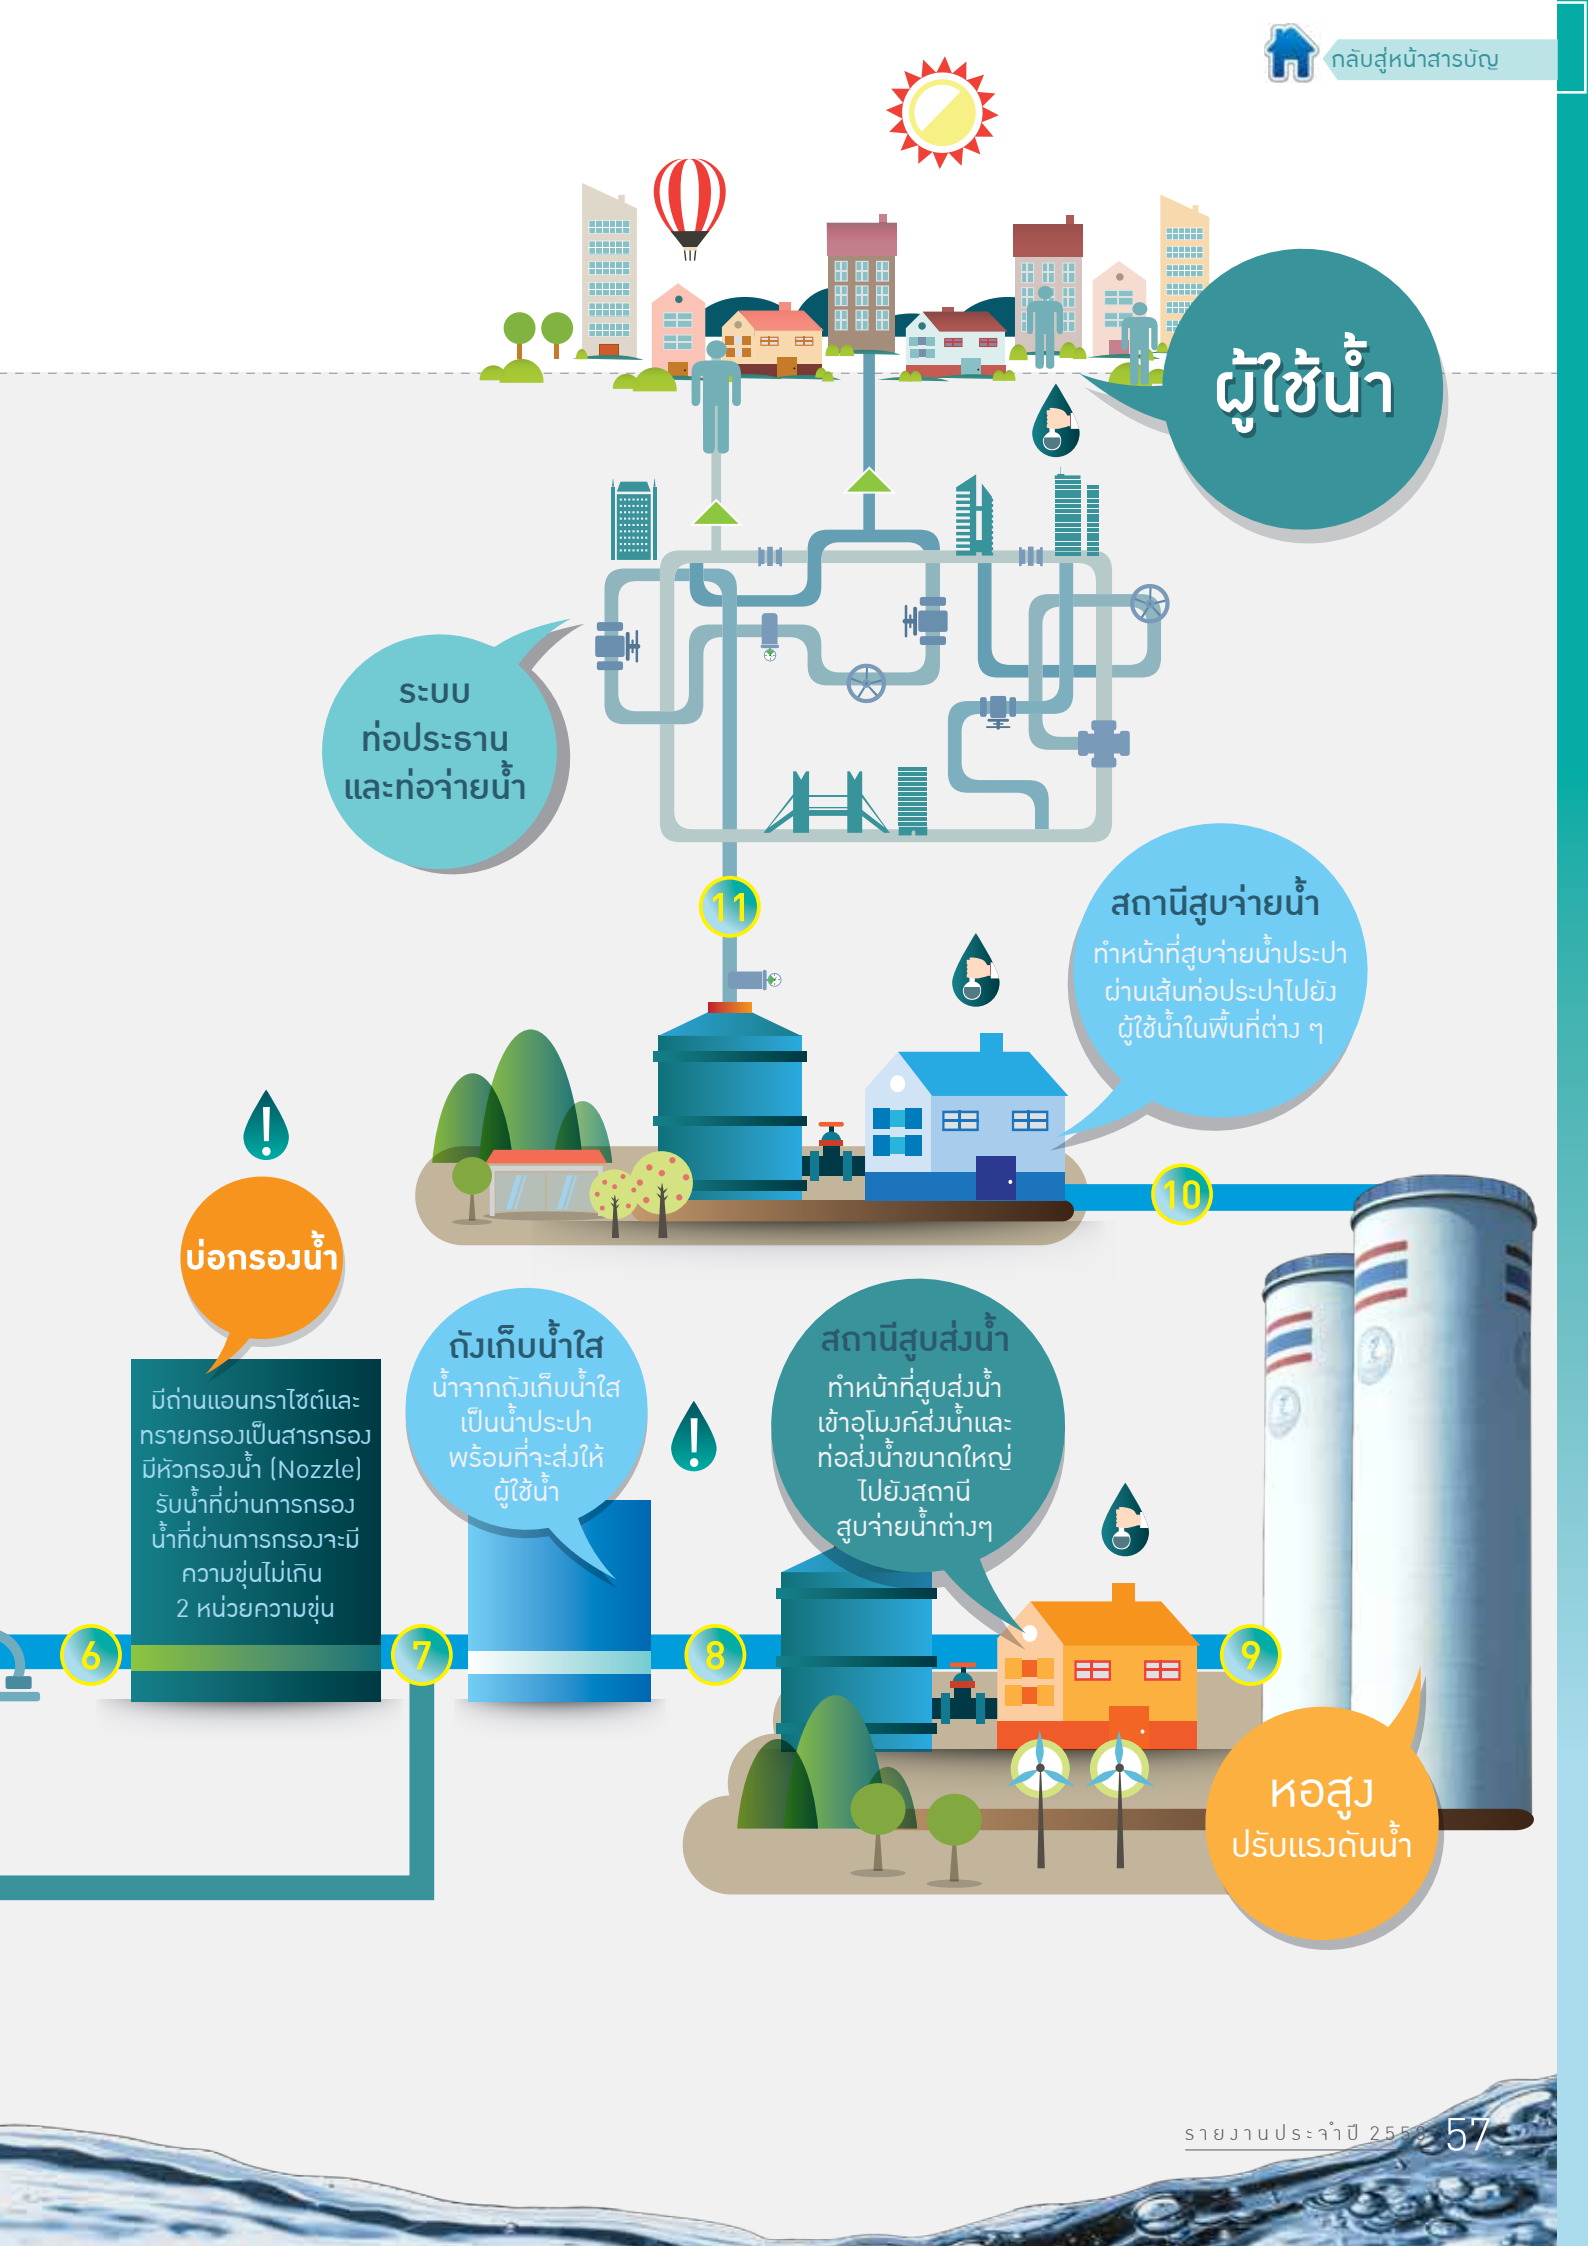 กลับสู่หน้าสารบัญ
ผู้ใช้น้ำ
ระบบ
ท่อประธาน
และท่อจ่ายน้ำ
11
สถานีสูบจ่ายน้ำ
ทำหน้าที่สูบจ่ายน้ำประปา
ผ่านเส้นท่อประปาไปยัง
ผู้ใช้น้ำในพื้นที่ต่าง ๆ
10
บ่อกรองน้ำ
มีถ่านแอนทราไซต์และ
ทรายกรองเป็นสารกรอง
มีหัวกรองน้ำ (Nozzle)
รับน้ำที่ผ่านการกรอง
น้ำที่ผ่านการกรองจะมี
ความขุ่นไม่เกิน
2 หน่วยความขุ่น
ถังเก็บน้ำใส
น้ำจากถังเก็บน้ำใส
เป็นน้ำประปา
พร้อมที่จะส่งให้
ผู้ใช้น้ำ
สถานีสูบส่งน้ำ
ทำหน้าที่สูบส่งน้ำ
เข้าอุโมงค์ส่งน้ำและ
ท่อส่งน้ำขนาดใหญ่
ไปยังสถานี
สูบจ่ายน้ำต่างๆ
6
7
8
9
หอสูง
ปรับแรงดันน้ำ
รายงานประจำปี 2559 57